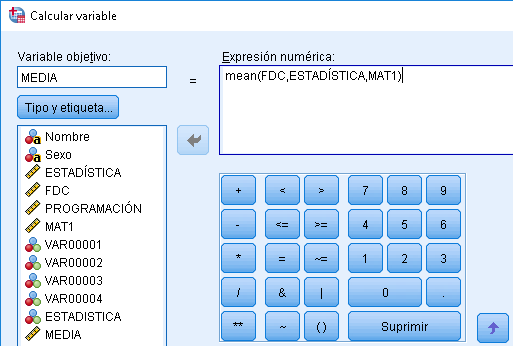 Calcular variable
Variable objetivo:
MEDIA
=
Expresión numérica:
mean(FDC,ESTADÍSTICA,MAT1)
Tipo y etiqueta...
Nombre
Sexo
ESTADÍSTICA
FDC
PROGRAMACIÓN
MAT1
VAR00001
VAR00002
VAR00003
VAR00004
ESTADISTICA
MEDIA
+ < > 7 8 9
- <= >= 4 5 6
* = ~= 1 2 3
/ & | 0 .
** ~ ( ) Suprimir